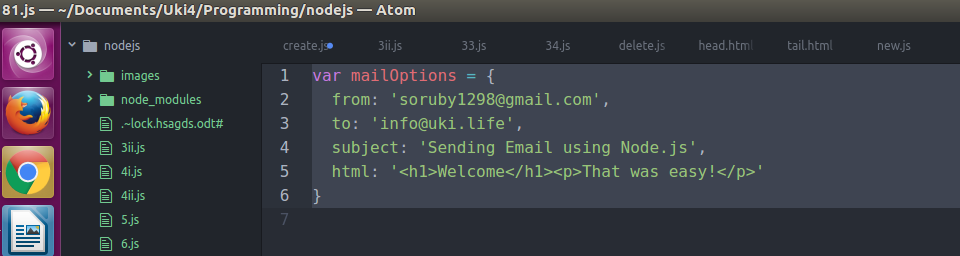 81.js — ~/Documents/Uki4/Programming/nodejs — Atom
nodejs
images
node_modules
.~lock.hsagds.odt#
3ii.js
4i.js
4ii.js
5.js
6.js
create.js
3ii.js
33.js
34.js
delete.js
head.html
tail.html
new.js
1 var mailOptions = {
2 from: 'soruby1298@gmail.com',
3 to: 'info@uki.life',
4 subject: 'Sending Email using Node.js',
5 html: '<h1>Welcome</h1><p>That was easy!</p>'
6 }
7